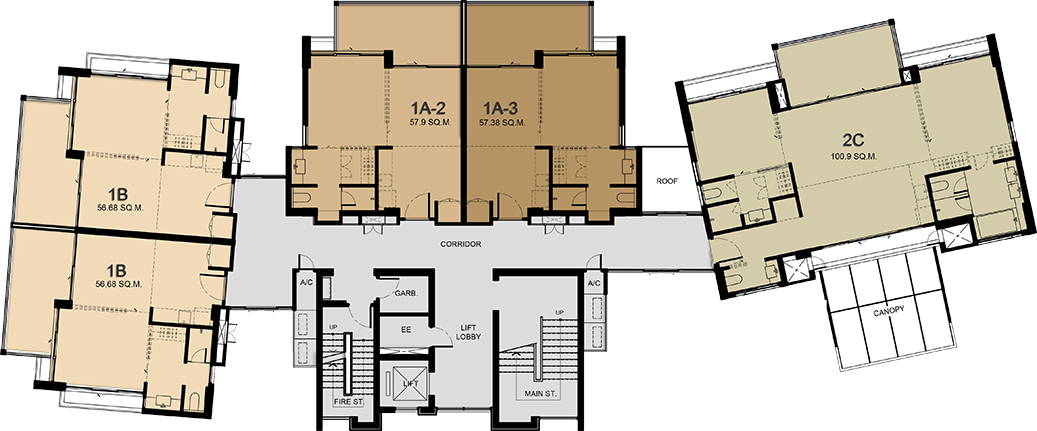 1A-2
57.9 SQ.M.
1A-3
57.38 SQ.M.
2C
100.9 SQ.M.
1B
56.68 SQ.M.
ROOF
CORRIDOR
1B
56.68 SQ.M.
A/C
GARB.
A/C
CANOPY
UP
EE
LIFT
LOBBY
UP
LIFT
FIRE ST.
MAIN ST.